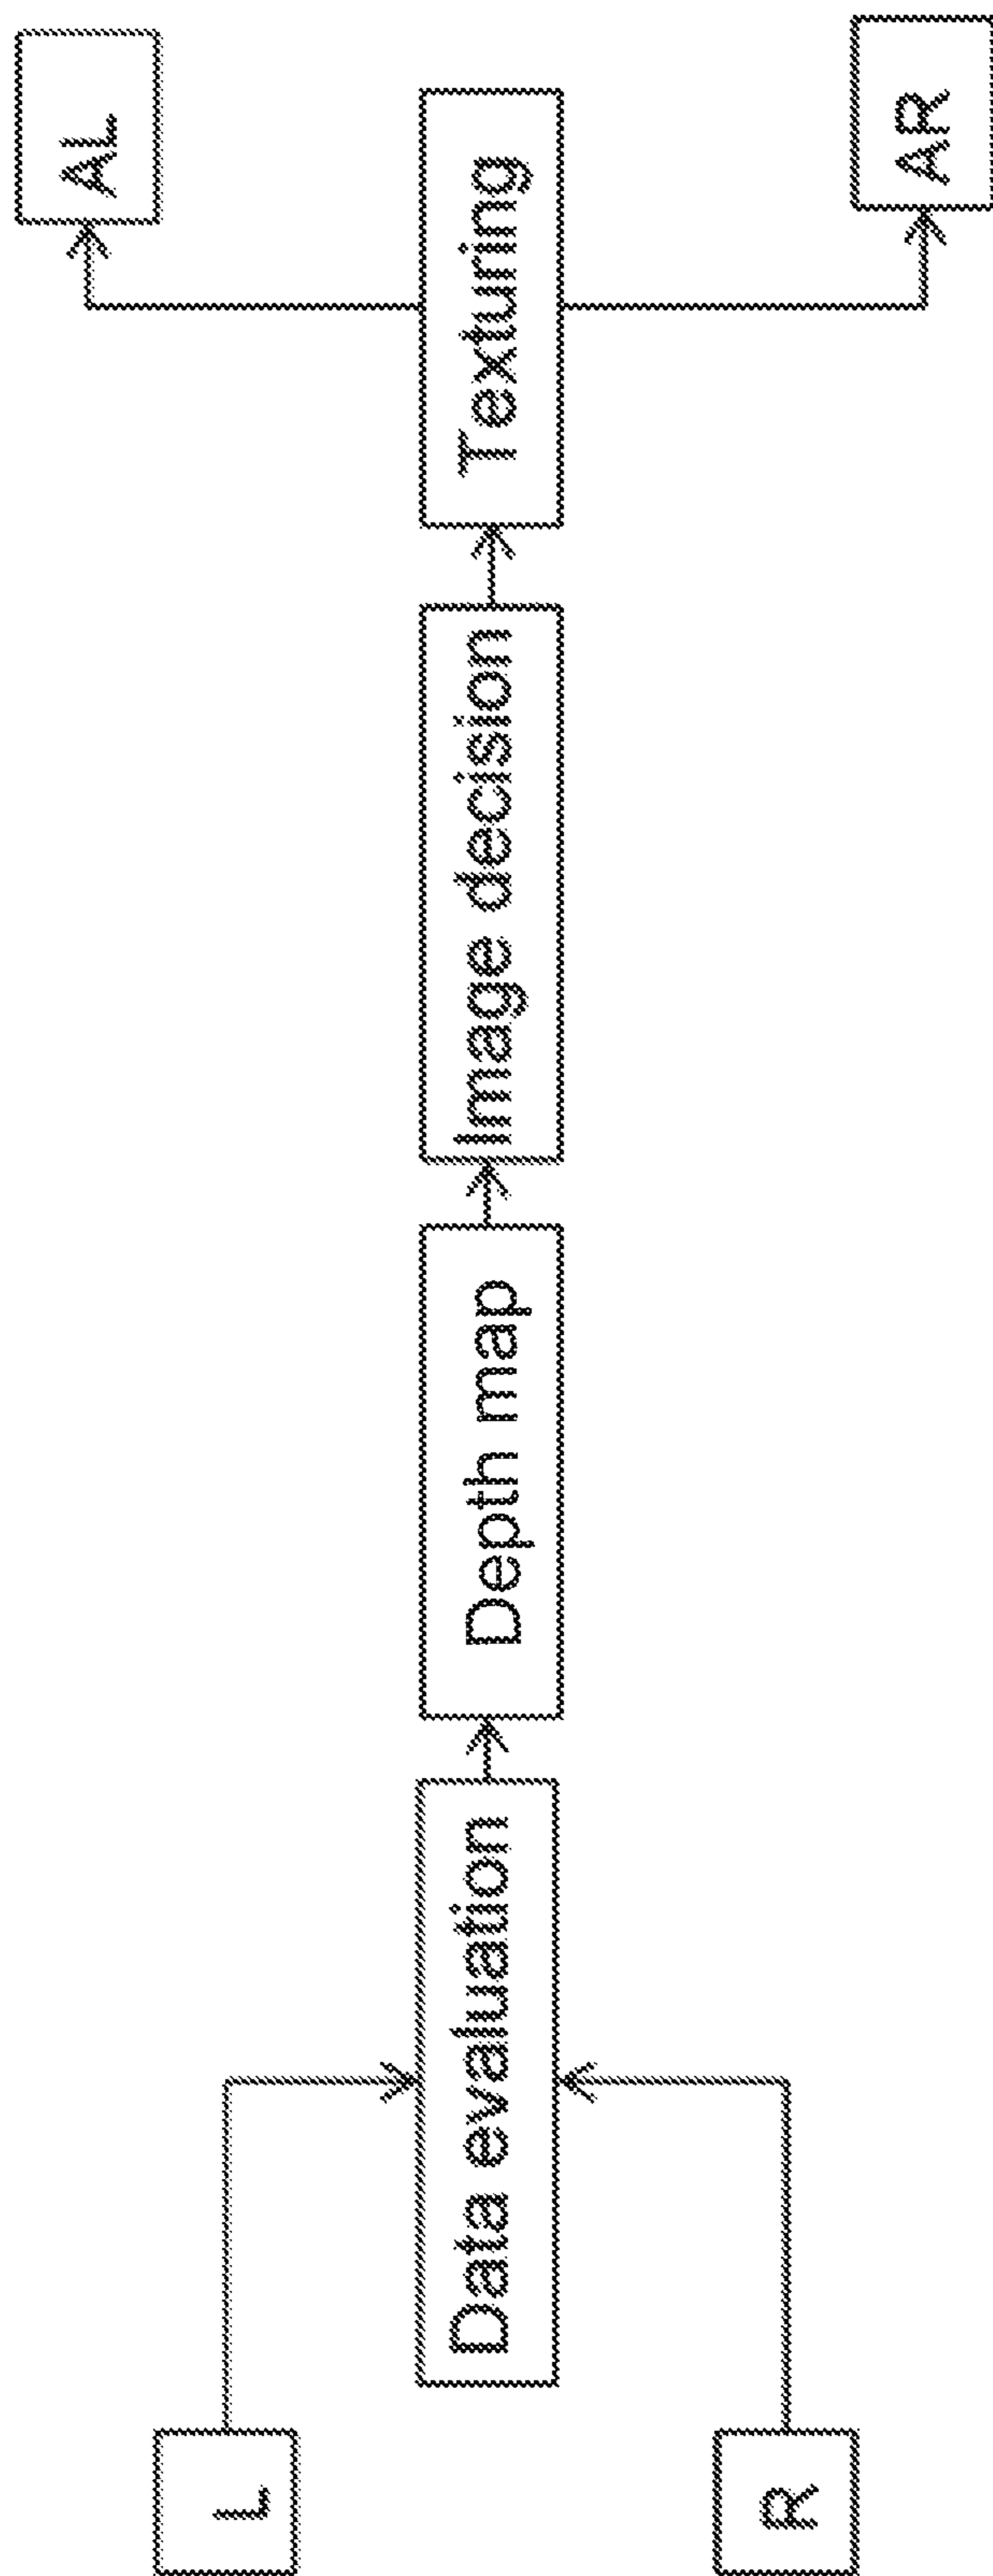 L
R
Data evaluation
Depth map
Image decision
Texturing
AL
AR